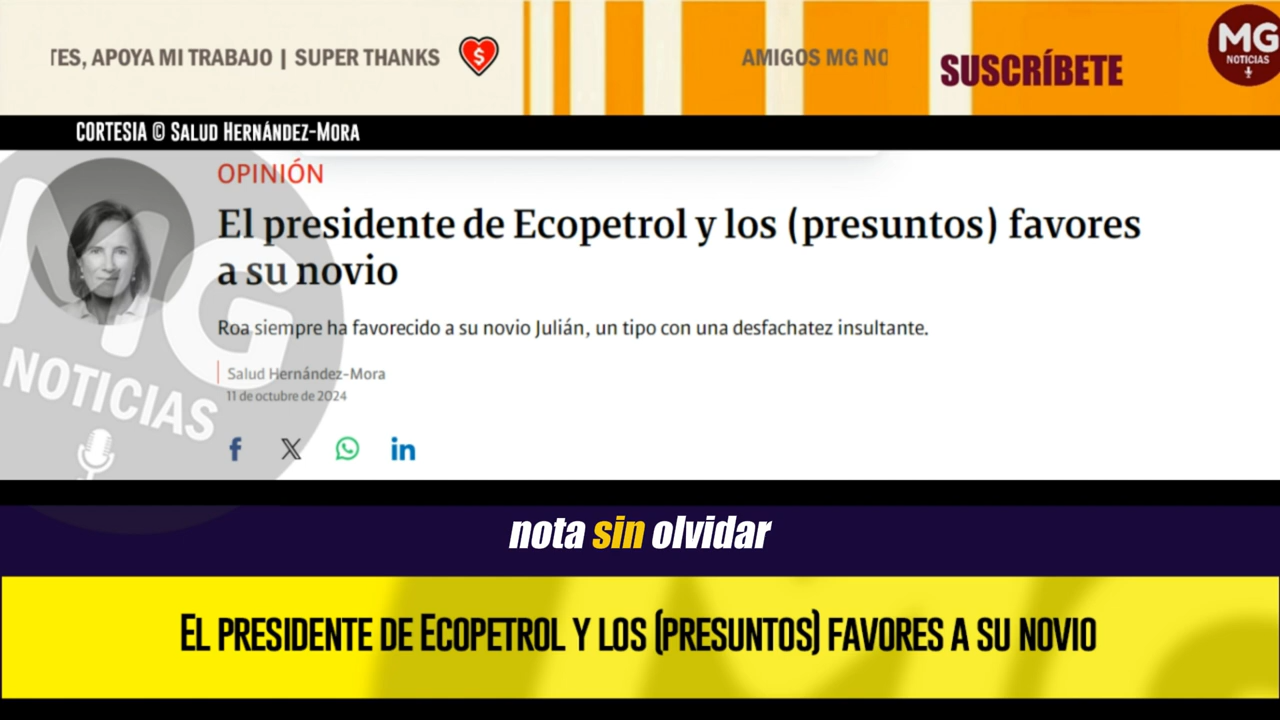 TES, APOYA MI TRABAJO | SUPER THANKS
AMIGOS MG NO
SUSCRÍBETE
MG
NOTICIAS
CORTESIA © SALUD HERNÁNDEZ-MORA
OPINIÓN
El presidente de Ecopetrol y los (presuntos) favores
a su novio
Roa siempre ha favorecido a su novio Julián, un tipo con una desfachatez insultante.
Salud Hernández-Mora
11 de octubre de 2024
MG
NOTICIAS
nota sin olvidar
EL PRESIDENTE DE ECOPETROL Y LOS (PRESUNTOS) FAVORES A SU NOVIO